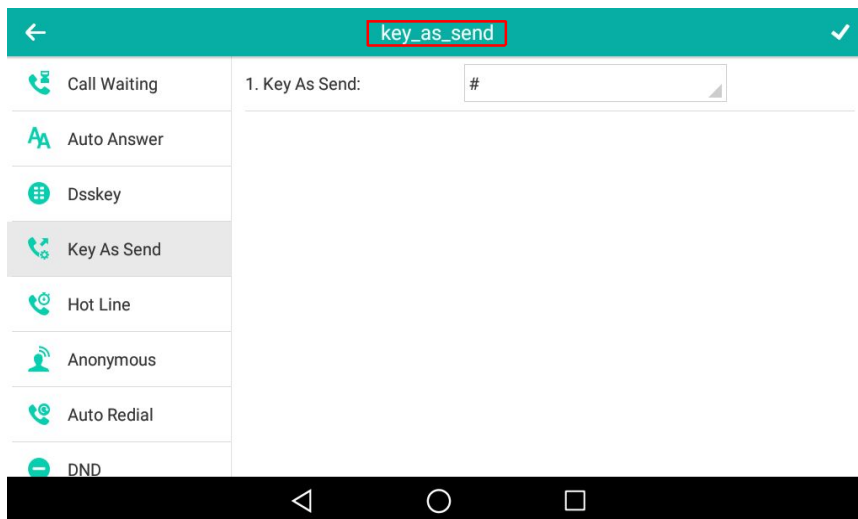 key_as_send
Call Waiting
1. Key As Send: #
AA Auto Answer
Dsskey
Key As Send
Hot Line
Anonymous
Auto Redial
DND